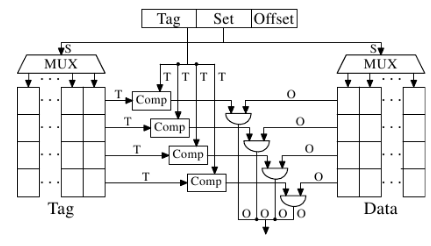 Tag Set Offset
S S
MUX MUX
T T T T
T Comp O
T Comp O
T Comp O
T Comp O
O O O O
Tag Data